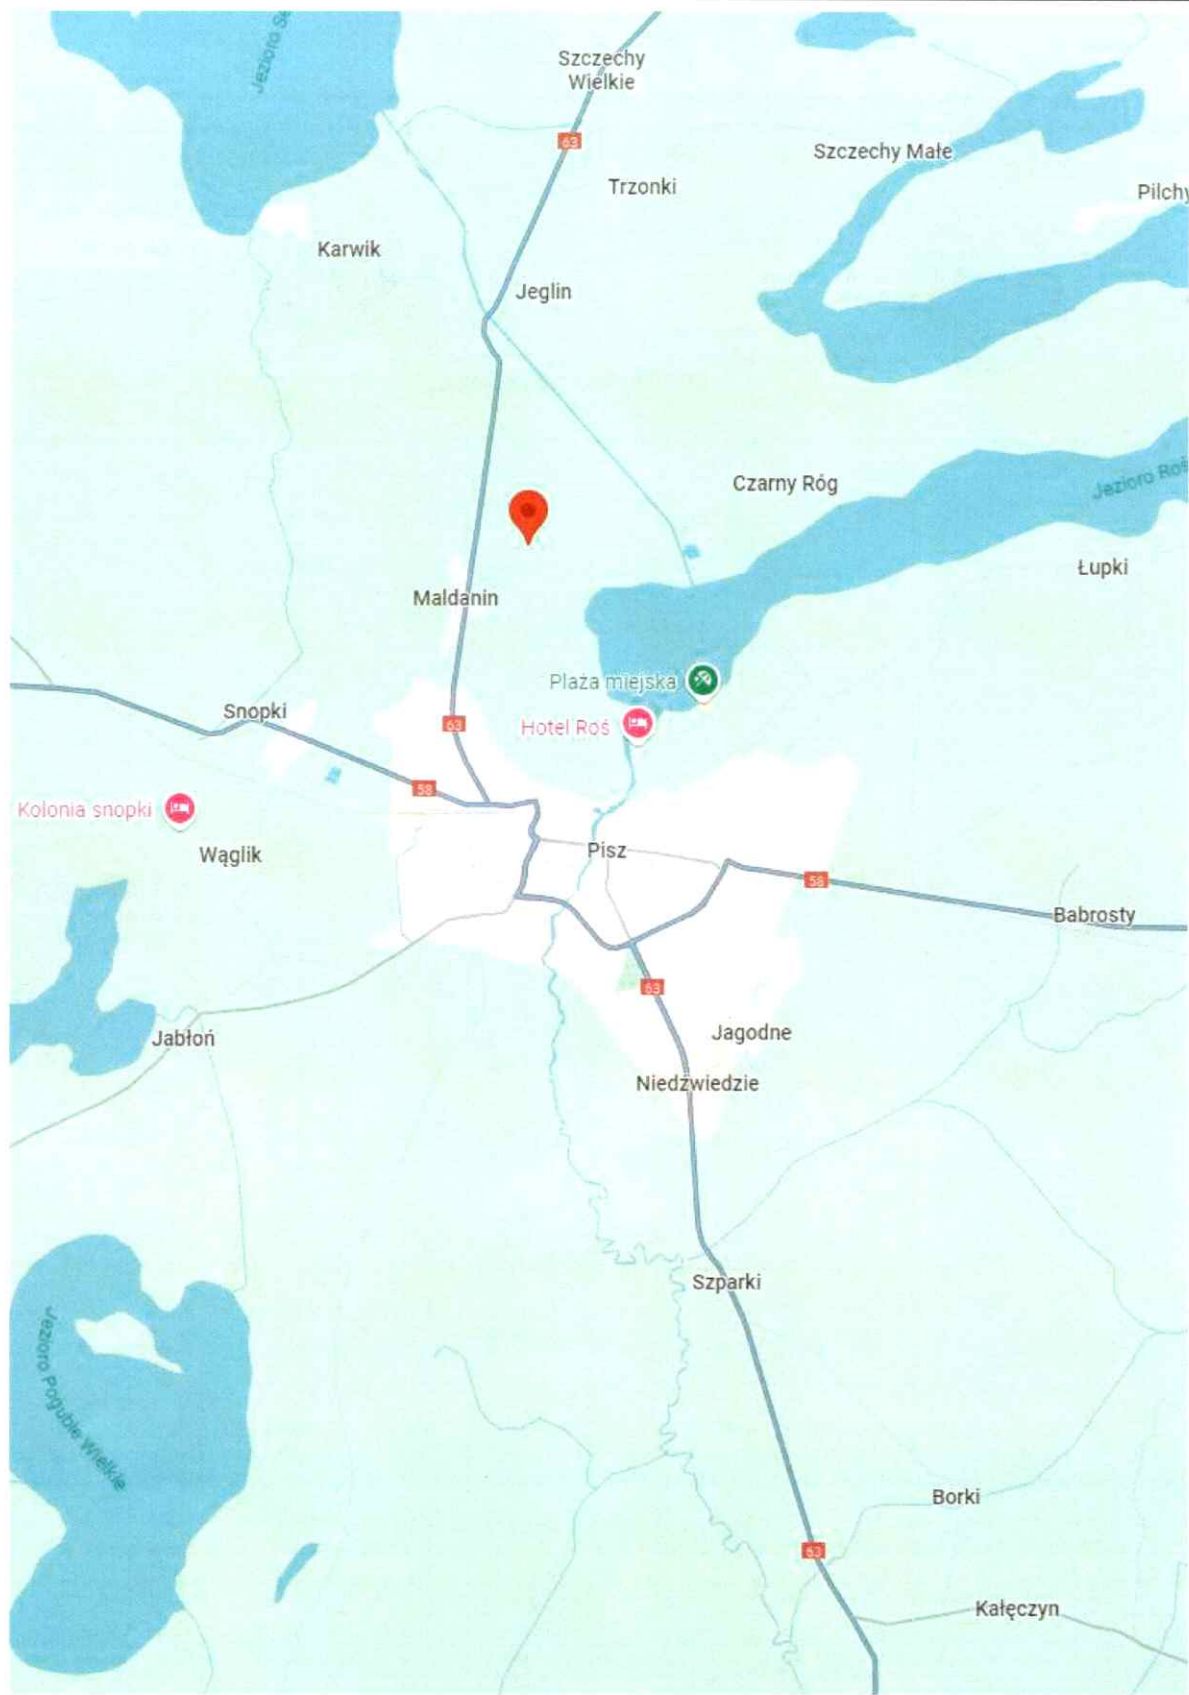 Jezioro Se
Szczechy
Wielkie
63
Szczechy Małe
Trzonki
Pilchy
Karwik
Jeglin
Czarny Róg
Jezioro Roś
Łupki
Maldanin
Plaża miejska
Snopki
63
Hotel Roś
58
Kolonia snopki
Wąglik
Pisz
58
Babrosty
63
Jagodne
Jabłoń
Niedźwiedzie
Szparki
Jezioro Pogubie Wielkie
Borki
63
Kałęczyn